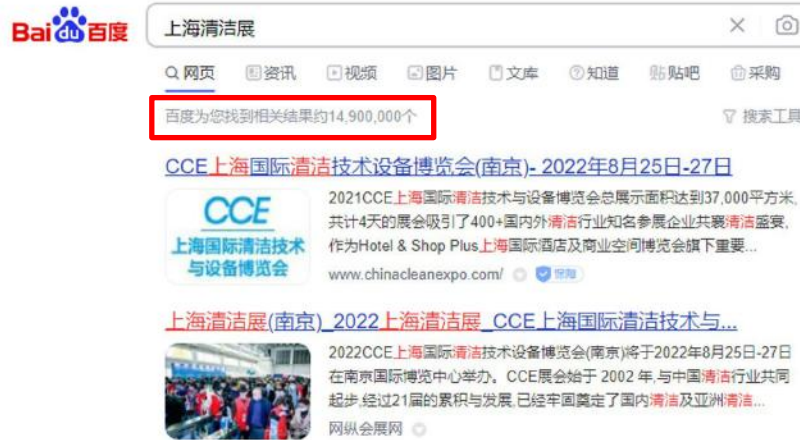 Bai du 百度
上海清洁展
网页 资讯 视频 图片 文库 知道 贴吧 采购
百度为您找到相关结果约14,900,000个
搜索工具
CCE上海国际清洁技术设备博览会(南京)- 2022年8月25日-27日
CCE
上海国际清洁技术
与设备博览会
2021CCE上海国际清洁技术与设备博览会总展示面积达到37,000平方米,
共计4天的展会吸引了400+国内外清洁行业知名参展企业共襄清洁盛宴,
作为Hotel & Shop Plus上海国际酒店及商业空间博览会旗下重要...
www.chinacleanexpo.com/ 保障
上海清洁展(南京)_2022上海清洁展_CCE上海国际清洁技术与...
2022CCE上海国际清洁技术设备博览会(南京)将于2022年8月25日-27日
在南京国际博览中心举办。CCE展会始于 2002 年,与中国清洁行业共同
起步,经过21届的累积与发展,已经牢固奠定了国内清洁及亚洲清洁...
网纵会展网